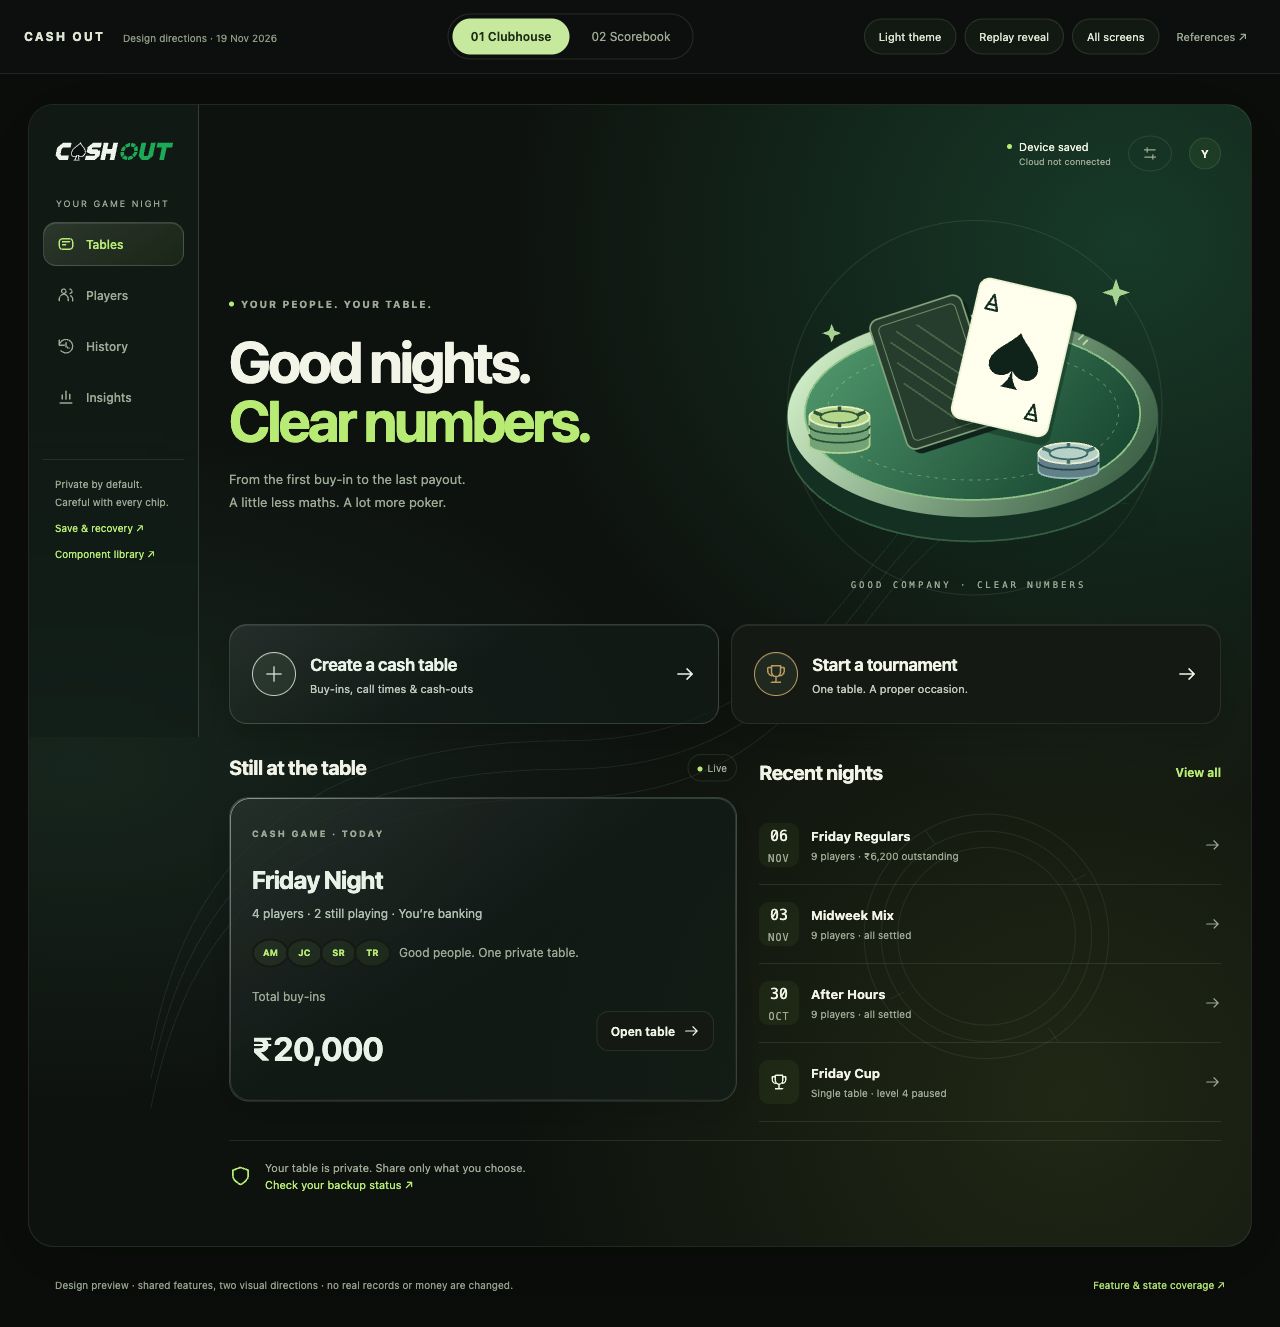 CASH OUT
Design directions · 19 Nov 2026
01 Clubhouse
02 Scorebook
Light theme
Replay reveal
All screens
References ↗
CASHOUT
YOUR GAME NIGHT
Tables
Players
History
Insights
Private by default.
Careful with every chip.
Save & recovery ↗
Component library ↗
Device saved
Cloud not connected
Y
YOUR PEOPLE. YOUR TABLE.
Good nights.
Clear numbers.
From the first buy-in to the last payout.
A little less maths. A lot more poker.
A
A
GOOD COMPANY · CLEAR NUMBERS
Create a cash table
Buy-ins, call times & cash-outs
Start a tournament
One table. A proper occasion.
Still at the table
Live
CASH GAME · TODAY
Friday Night
4 players · 2 still playing · You’re banking
AM JC SR TR Good people. One private table.
Total buy-ins
₹20,000
Open table
Recent nights
View all
06 NOV
Friday Regulars
9 players · ₹6,200 outstanding
03 NOV
Midweek Mix
9 players · all settled
30 OCT
After Hours
9 players · all settled
Friday Cup
Single table · level 4 paused
Your table is private. Share only what you choose.
Check your backup status ↗
Design preview · shared features, two visual directions · no real records or money are changed.
Feature & state coverage ↗